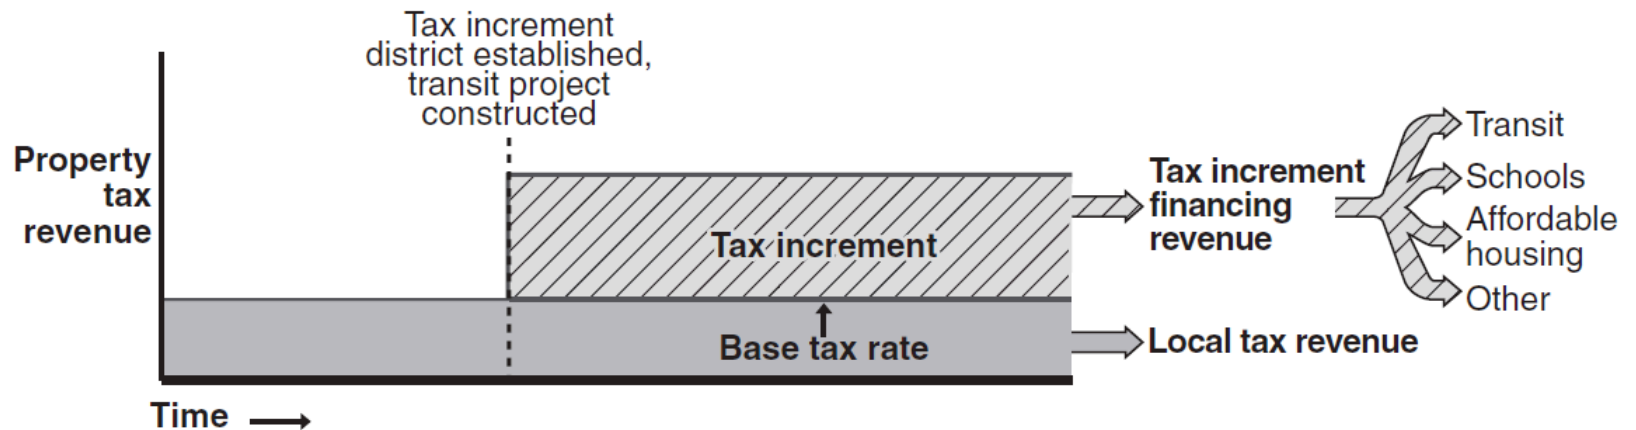 Tax increment
district established,
transit project
constructed
Property
tax
revenue
Tax increment
Base tax rate
Time
Tax increment
financing
revenue
Local tax revenue
Transit
Schools
Affordable
housing
Other